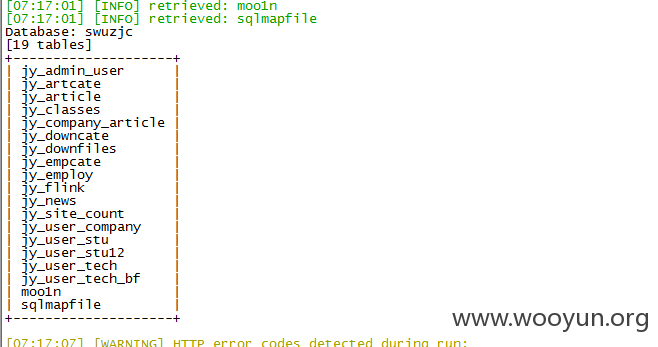 [07:17:01] [INFO] retrieved: moo1n
[07:17:01] [INFO] retrieved: sqlmapfile
Database: swuzjc
[19 tables]
+--------------------+
| jy_admin_user      |
| jy_artcate         |
| jy_article         |
| jy_classes         |
| jy_company_article |
| jy_downcate        |
| jy_downfiles       |
| jy_empcate         |
| jy_employ          |
| jy_flink           |
| jy_news            |
| jy_site_count      |
| jy_user_company    |
| jy_user_stu        |
| jy_user_stu12      |
| jy_user_tech       |
| jy_user_tech_bf    |
| moo1n              |
| sqlmapfile         |
+--------------------+
www.wooyun.org
[07:17:07] [WARNING] HTTP error codes detected during run: